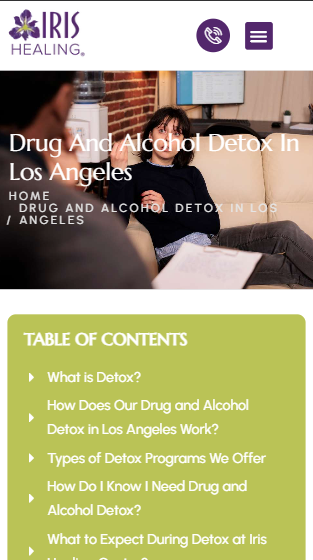 IRIS
HEALING®
Drug And Alcohol Detox In
Los Angeles
HOME
DRUG AND ALCOHOL DETOX IN LOS
/ ANGELES
TABLE OF CONTENTS
What is Detox?
How Does Our Drug and Alcohol
Detox in Los Angeles Work?
Types of Detox Programs We Offer
How Do I Know I Need Drug and
Alcohol Detox?
What to Expect During Detox at Iris